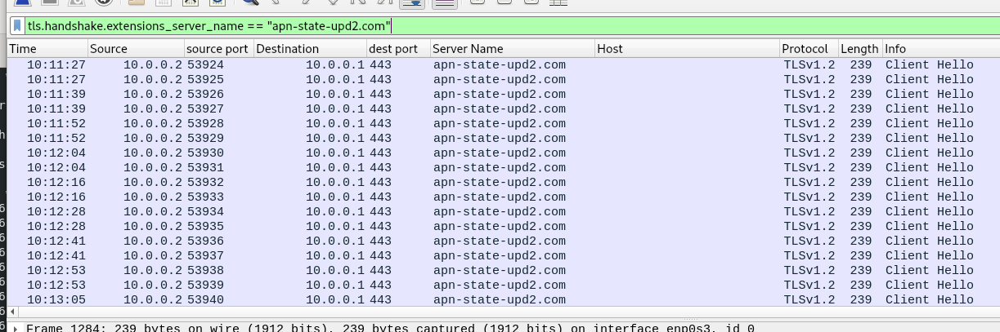 tls.handshake.extensions_server_name == "apn-state-upd2.com"
Time Source source port Destination dest port Server Name Host Protocol Length Info
10:11:27 10.0.0.2 53924 10.0.0.1 443 apn-state-upd2.com TLSv1.2 239 Client Hello
10:11:27 10.0.0.2 53925 10.0.0.1 443 apn-state-upd2.com TLSv1.2 239 Client Hello
10:11:39 10.0.0.2 53926 10.0.0.1 443 apn-state-upd2.com TLSv1.2 239 Client Hello
10:11:39 10.0.0.2 53927 10.0.0.1 443 apn-state-upd2.com TLSv1.2 239 Client Hello
10:11:52 10.0.0.2 53928 10.0.0.1 443 apn-state-upd2.com TLSv1.2 239 Client Hello
10:11:52 10.0.0.2 53929 10.0.0.1 443 apn-state-upd2.com TLSv1.2 239 Client Hello
10:12:04 10.0.0.2 53930 10.0.0.1 443 apn-state-upd2.com TLSv1.2 239 Client Hello
10:12:04 10.0.0.2 53931 10.0.0.1 443 apn-state-upd2.com TLSv1.2 239 Client Hello
10:12:16 10.0.0.2 53932 10.0.0.1 443 apn-state-upd2.com TLSv1.2 239 Client Hello
10:12:16 10.0.0.2 53933 10.0.0.1 443 apn-state-upd2.com TLSv1.2 239 Client Hello
10:12:28 10.0.0.2 53934 10.0.0.1 443 apn-state-upd2.com TLSv1.2 239 Client Hello
10:12:28 10.0.0.2 53935 10.0.0.1 443 apn-state-upd2.com TLSv1.2 239 Client Hello
10:12:41 10.0.0.2 53936 10.0.0.1 443 apn-state-upd2.com TLSv1.2 239 Client Hello
10:12:41 10.0.0.2 53937 10.0.0.1 443 apn-state-upd2.com TLSv1.2 239 Client Hello
10:12:53 10.0.0.2 53938 10.0.0.1 443 apn-state-upd2.com TLSv1.2 239 Client Hello
10:12:53 10.0.0.2 53939 10.0.0.1 443 apn-state-upd2.com TLSv1.2 239 Client Hello
10:13:05 10.0.0.2 53940 10.0.0.1 443 apn-state-upd2.com TLSv1.2 239 Client Hello
Frame 1284: 239 bytes on wire (1912 bits), 239 bytes captured (1912 bits) on interface enp0s3, id 0